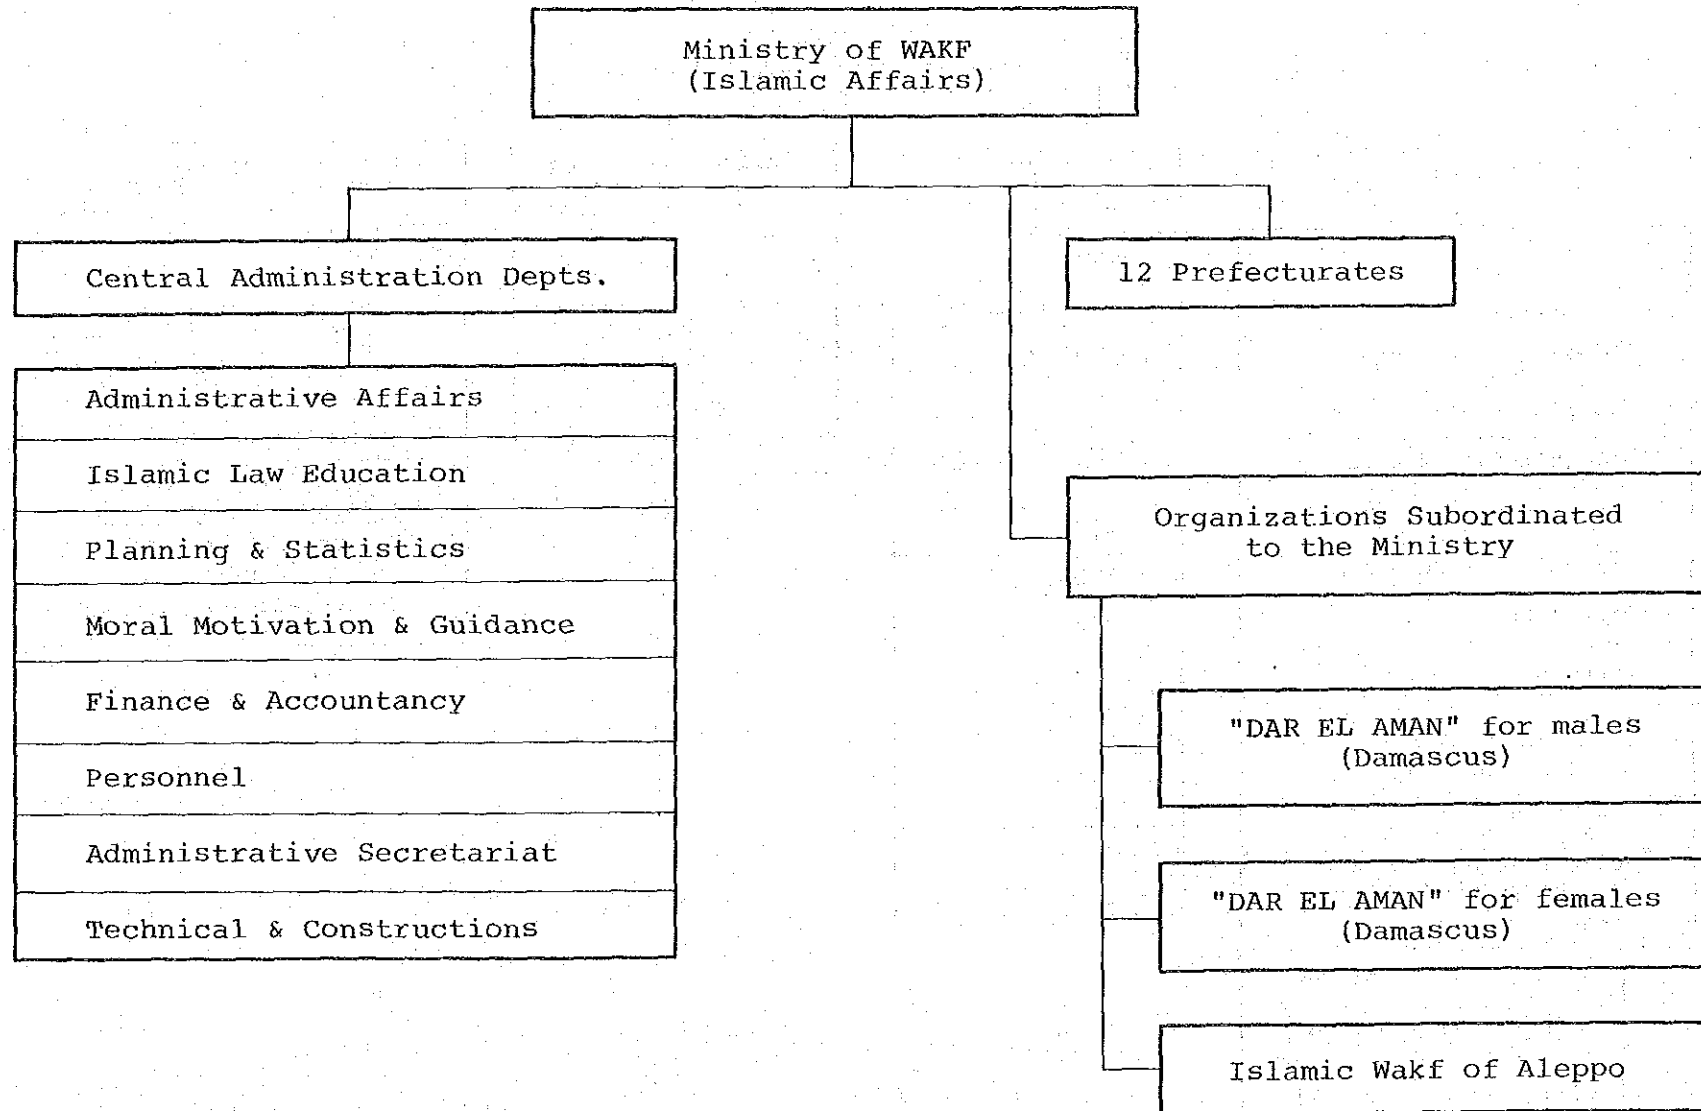 Ministry of WAKF
(Islamic Affairs)
Central Administration Depts.
12 Prefecturates
Administrative Affairs
Islamic Law Education
Planning & Statistics
Moral Motivation & Guidance
Finance & Accountancy
Personnel
Administrative Secretariat
Technical & Constructions
Organizations Subordinated
to the Ministry
"DAR EL AMAN" for males
(Damascus)
"DAR EL AMAN" for females
(Damascus)
Islamic Wakf of Aleppo